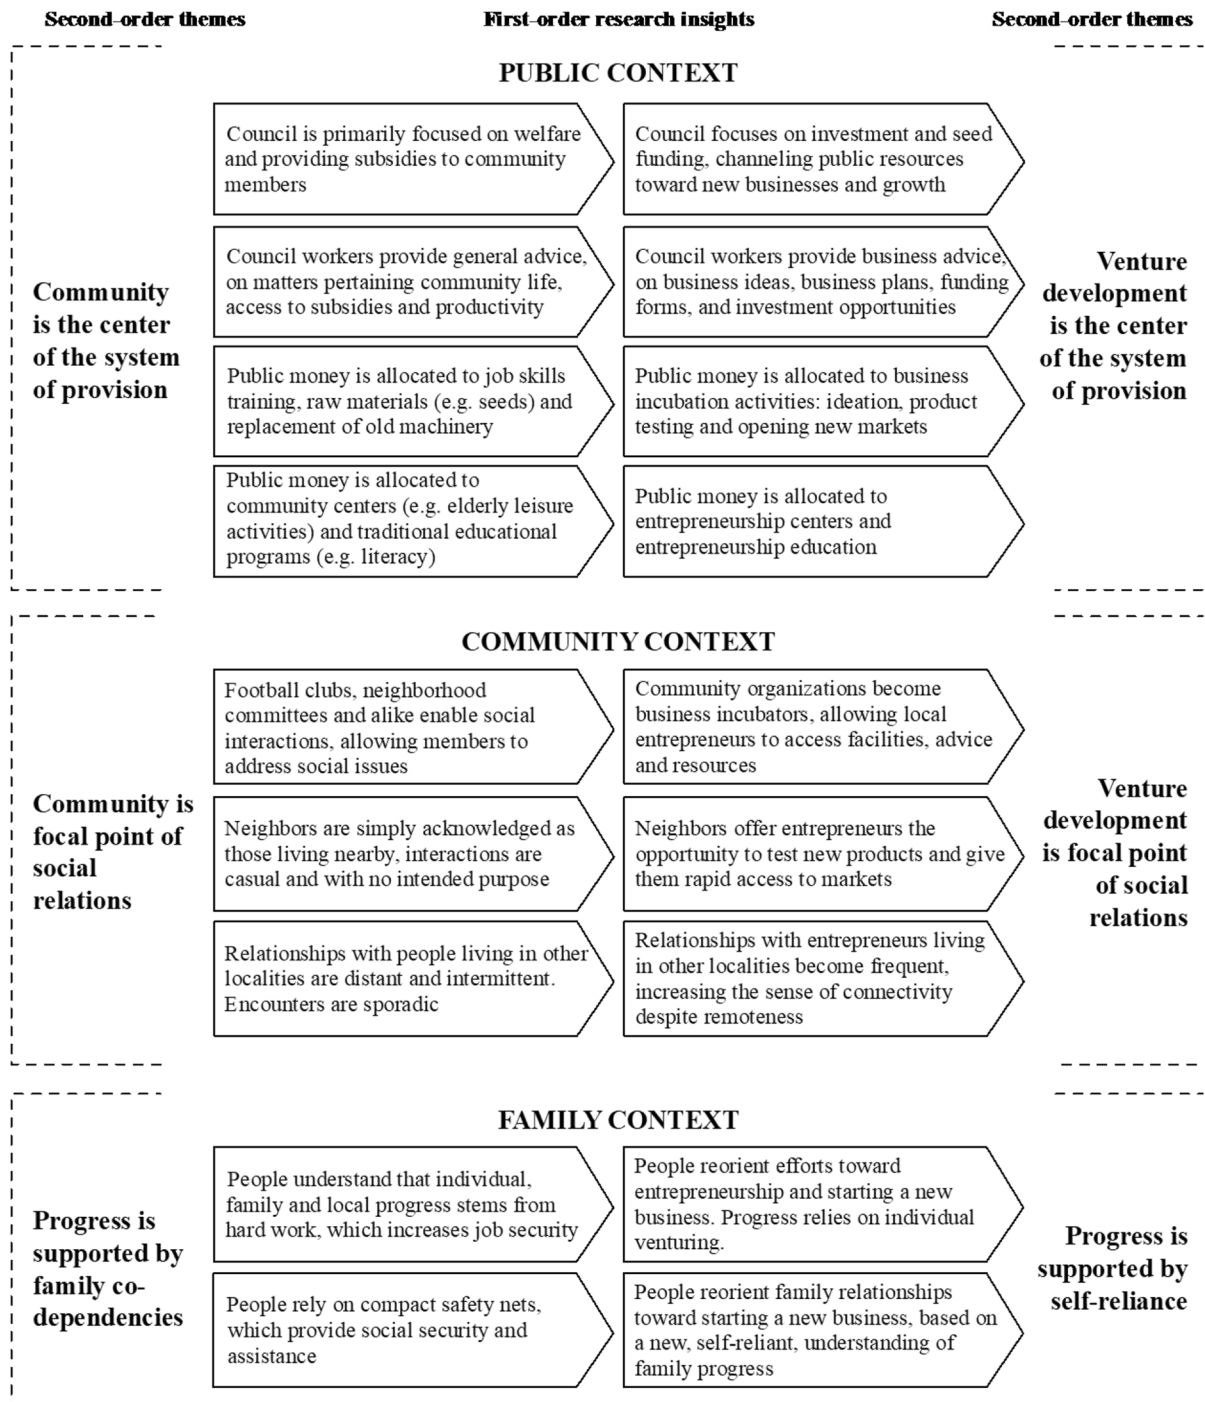 Second-order themes
First-order research insights
Second-order themes
PUBLIC CONTEXT
Community
is the center
of the system
of provision
Council is primarily focused on welfare
and providing subsidies to community
members
Council focuses on investment and seed
funding, channeling public resources
toward new businesses and growth
Council workers provide general advice,
on matters pertaining community life,
access to subsidies and productivity
Council workers provide business advice,
on business ideas, business plans, funding
forms, and investment opportunities
Public money is allocated to job skills
training, raw materials (e.g. seeds) and
replacement of old machinery
Public money is allocated to business
incubation activities: ideation, product
testing and opening new markets
Public money is allocated to
community centers (e.g. elderly leisure
activities) and traditional educational
programs (e.g. literacy)
Public money is allocated to
entrepreneurship centers and
entrepreneurship education
Venture
development
is the center
of the system
of provision
COMMUNITY CONTEXT
Community is
focal point of
social
relations
Football clubs, neighborhood
committees and alike enable social
interactions, allowing members to
address social issues
Community organizations become
business incubators, allowing local
entrepreneurs to access facilities, advice
and resources
Neighbors are simply acknowledged as
those living nearby, interactions are
casual and with no intended purpose
Neighbors offer entrepreneurs the
opportunity to test new products and give
them rapid access to markets
Relationships with people living in other
localities are distant and intermittent.
Encounters are sporadic
Relationships with entrepreneurs living
in other localities become frequent,
increasing the sense of connectivity
despite remoteness
Venture
development
is focal point
of social
relations
FAMILY CONTEXT
Progress is
supported by
family co-
dependencies
People understand that individual,
family and local progress stems from
hard work, which increases job security
People reorient efforts toward
entrepreneurship and starting a new
business. Progress relies on individual
venturing.
People rely on compact safety nets,
which provide social security and
assistance
People reorient family relationships
toward starting a new business, based on
a new, self-reliant, understanding of
family progress
Progress is
supported by
self-reliance